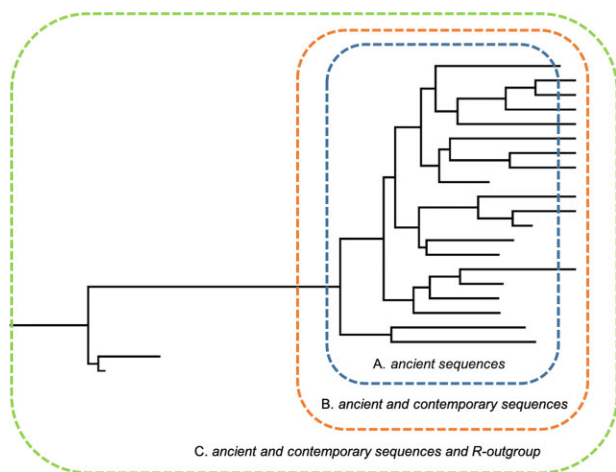 A. ancient sequences
B. ancient and contemporary sequences
C. ancient and contemporary sequences and R-outgroup